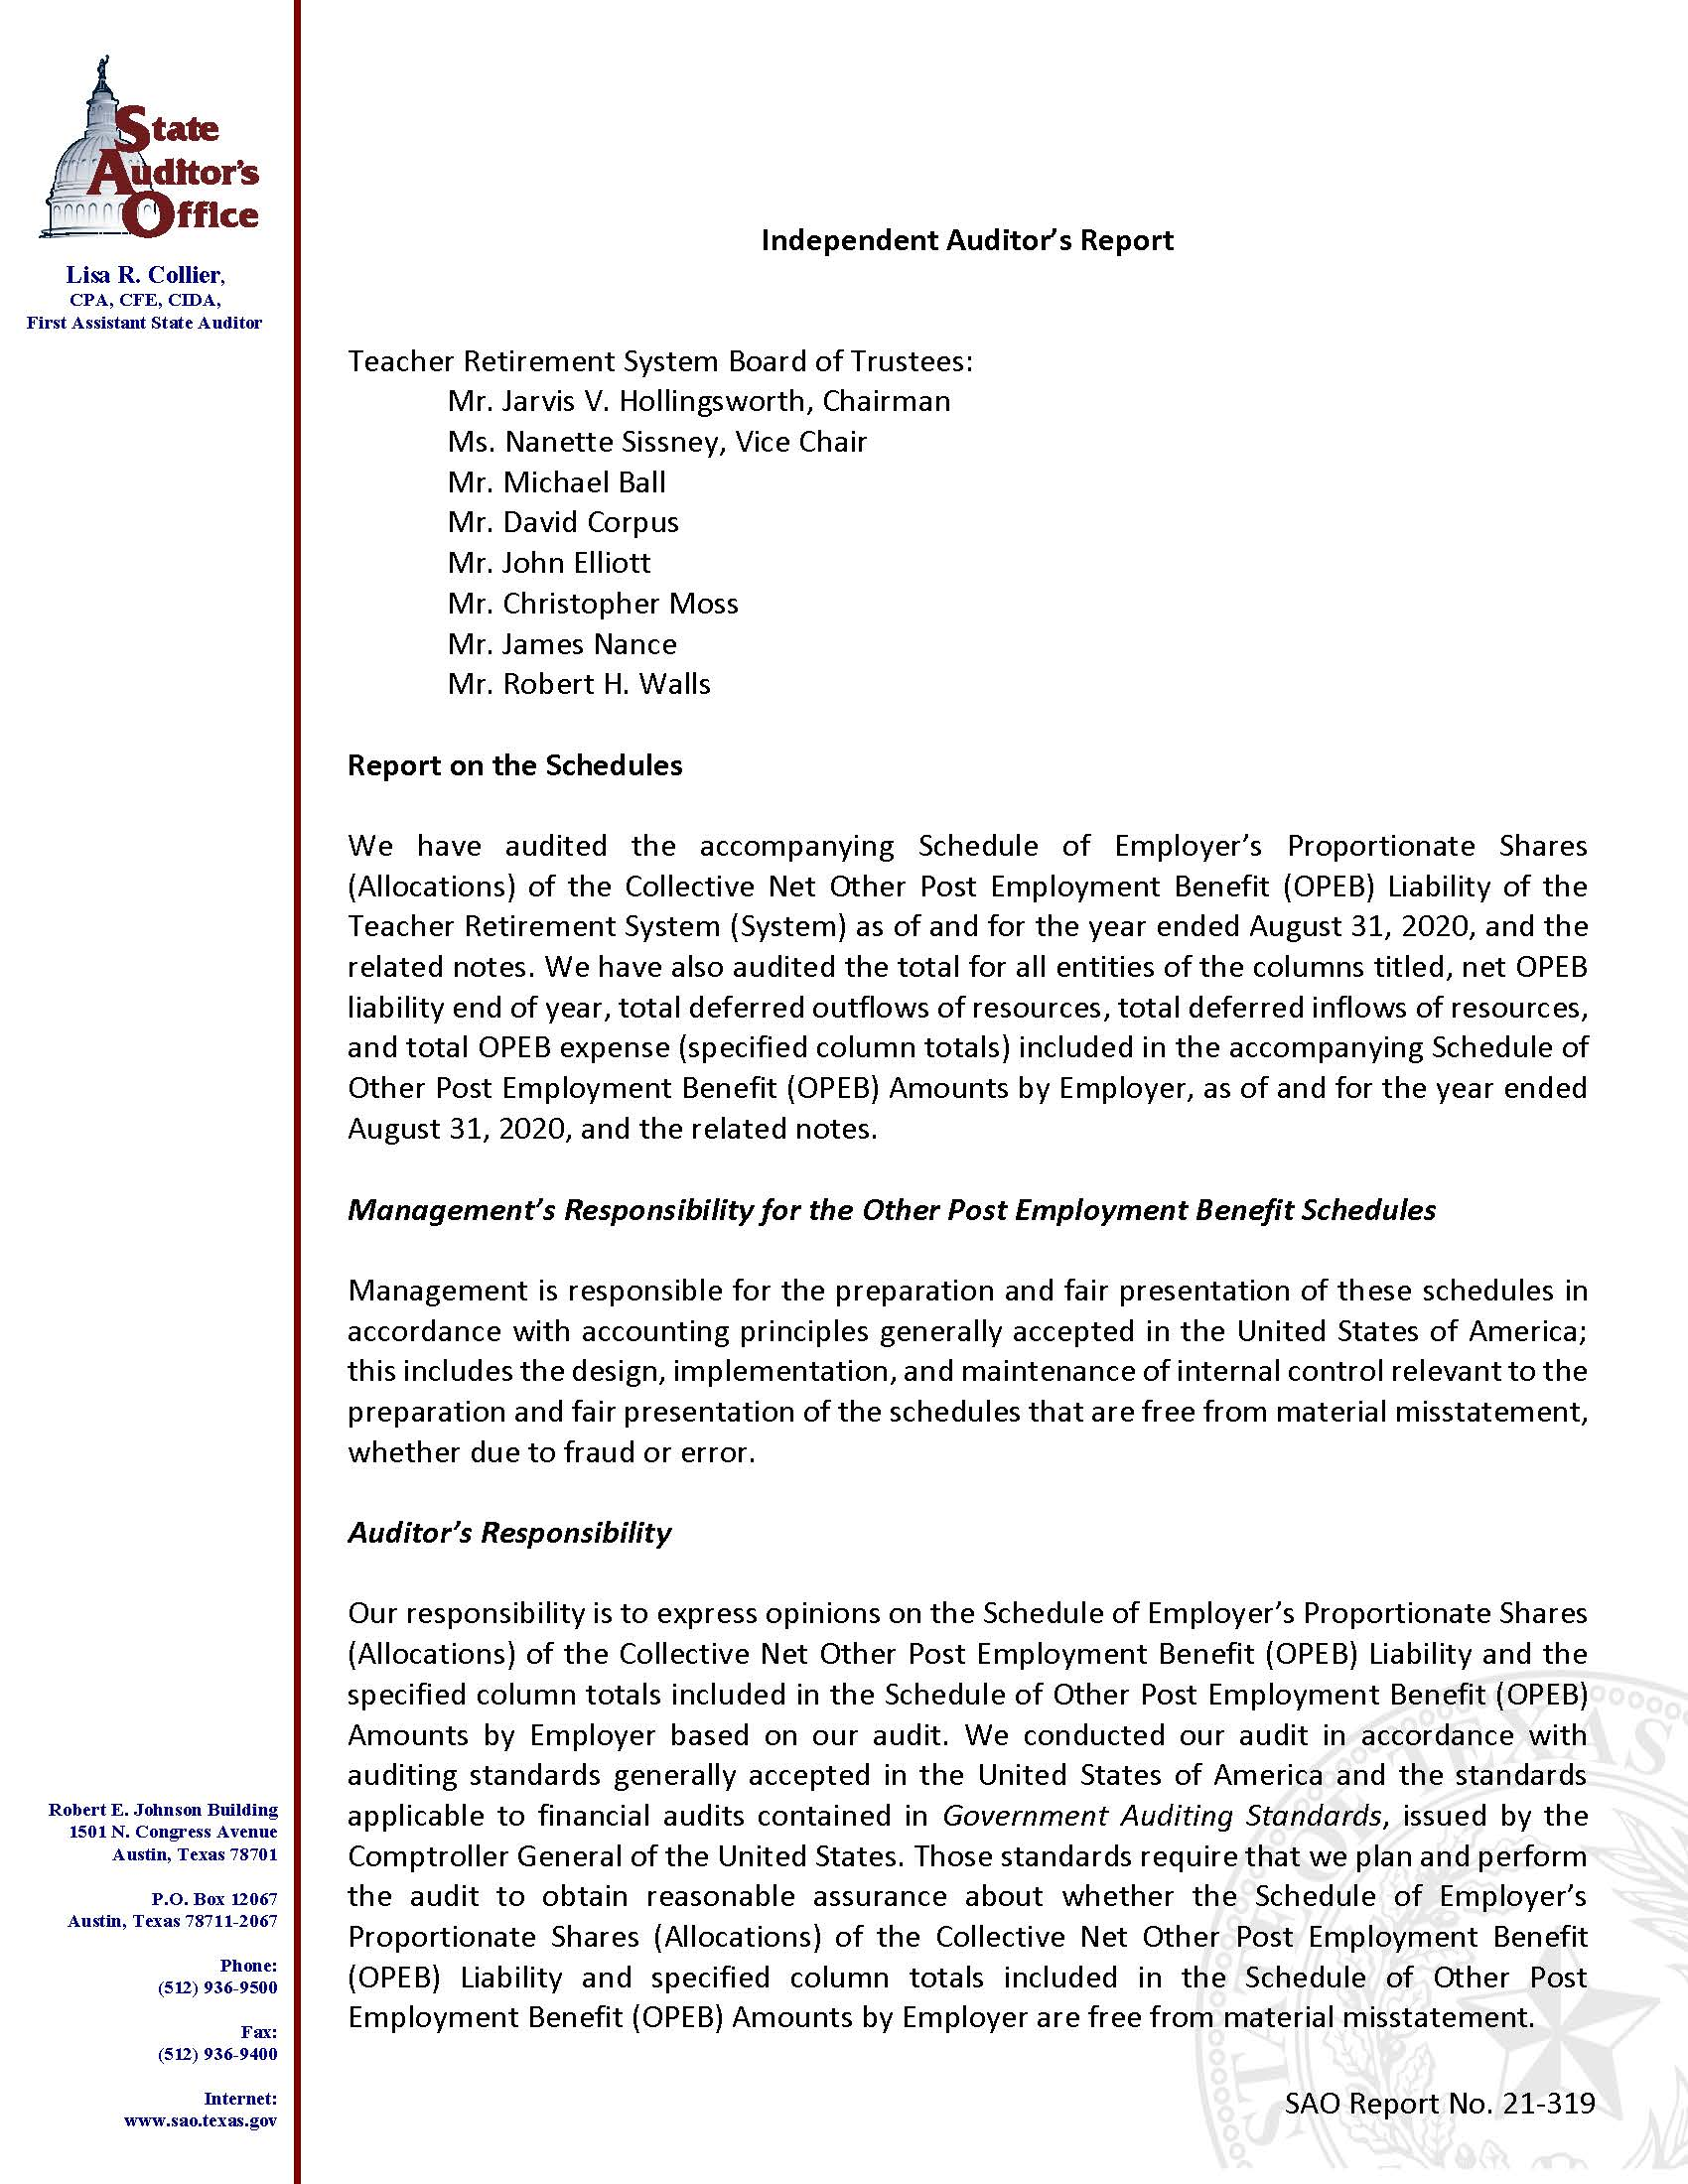 State
Auditor's
Office
Lisa R. Collier,
CPA, CFE, CIDA,
First Assistant State Auditor
Independent Auditor's Report
Teacher Retirement System Board of Trustees:
Mr. Jarvis V. Hollingsworth, Chairman
Ms. Nanette Sissney, Vice Chair
Mr. Michael Ball
Mr. David Corpus
Mr. John Elliott
Mr. Christopher Moss
Mr. James Nance
Mr. Robert H. Walls
Report on the Schedules
We have audited the accompanying Schedule of Employer's Proportionate Shares
(Allocations) of the Collective Net Other Post Employment Benefit (OPEB) Liability of the
Teacher Retirement System (System) as of and for the year ended August 31, 2020, and the
related notes. We have also audited the total for all entities of the columns titled, net OPEB
liability end of year, total deferred outflows of resources, total deferred inflows of resources,
and total OPEB expense (specified column totals) included in the accompanying Schedule of
Other Post Employment Benefit (OPEB) Amounts by Employer, as of and for the year ended
August 31, 2020, and the related notes.
Management's Responsibility for the Other Post Employment Benefit Schedules
Management is responsible for the preparation and fair presentation of these schedules in
accordance with accounting principles generally accepted in the United States of America;
this includes the design, implementation, and maintenance of internal control relevant to the
preparation and fair presentation of the schedules that are free from material misstatement,
whether due to fraud or error.
Auditor's Responsibility
Our responsibility is to express opinions on the Schedule of Employer's Proportionate Shares
(Allocations) of the Collective Net Other Post Employment Benefit (OPEB) Liability and the
specified column totals included in the Schedule of Other Post Employment Benefit (OPEB)
Amounts by Employer based on our audit. We conducted our audit in accordance with
auditing standards generally accepted in the United States of America and the standards
applicable to financial audits contained in Government Auditing Standards, issued by the
Comptroller General of the United States. Those standards require that we plan and perform
the audit to obtain reasonable assurance about whether the Schedule of Employer's
Proportionate Shares (Allocations) of the Collective Net Other Post Employment Benefit
(OPEB) Liability and specified column totals included in the Schedule of Other Post
Employment Benefit (OPEB) Amounts by Employer are free from material misstatement.
Robert E. Johnson Building
1501 N. Congress Avenue
Austin, Texas 78701
P.O. Box 12067
Austin, Texas 78711-2067
Phone:
(512) 936-9500
Fax:
(512) 936-9400
Internet:
www.sao.texas.gov
STATE OF TEXAS
SAO Report No. 21-319